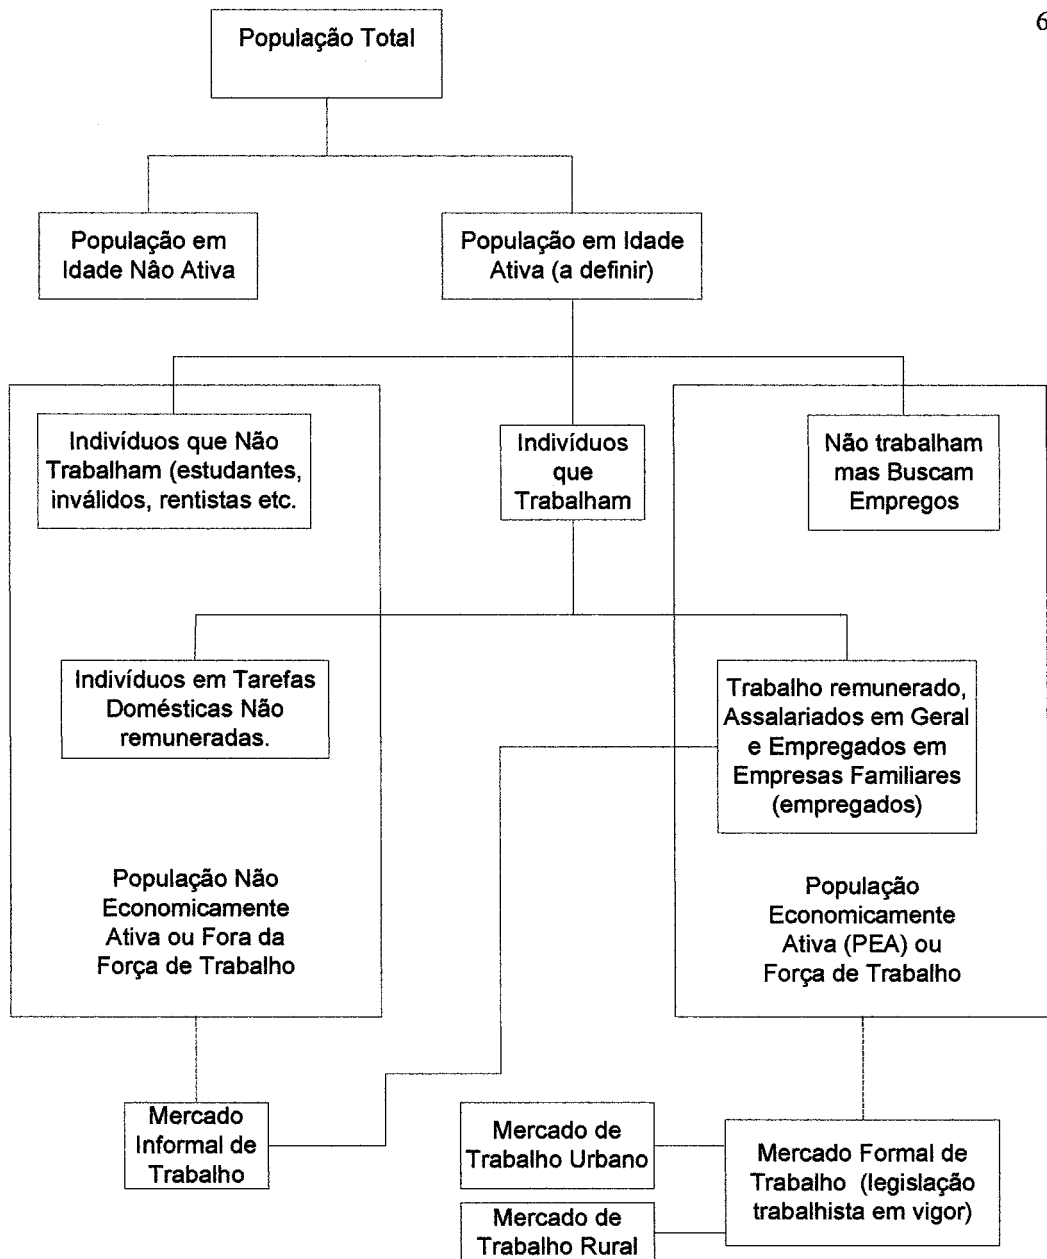 6
População Total
População em
Idade Nâo Ativa
População em Idade
Ativa (a definir)
Indivíduos que Não
Trabalham (estudantes,
inválidos, rentistas etc.
Indivíduos
que
Trabalham
Não trabalham
mas Buscam
Empregos
Indivíduos em Tarefas
Domésticas Não
remuneradas.
Trabalho remunerado,
Assalariados em Geral
e Empregados em
Empresas Familiares
(empregados)
População Não
Economicamente
Ativa ou Fora da
Força de Trabalho
População
Economicamente
Ativa (PEA) ou
Força de Trabalho
Mercado
Informal de
Trabalho
Mercado de
Trabalho Urbano
Mercado Formal de
Trabalho (legislação
trabalhista em vigor)
Mercado de
Trabalho Rural